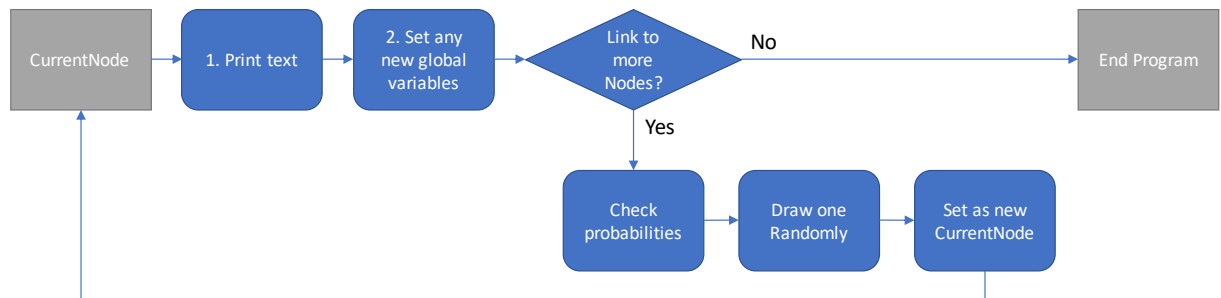 CurrentNode
1. Print text
2. Set any
new global
variables
Link to
more
Nodes?
No
End Program
Yes
Check
probabilities
Draw one
Randomly
Set as new
CurrentNode